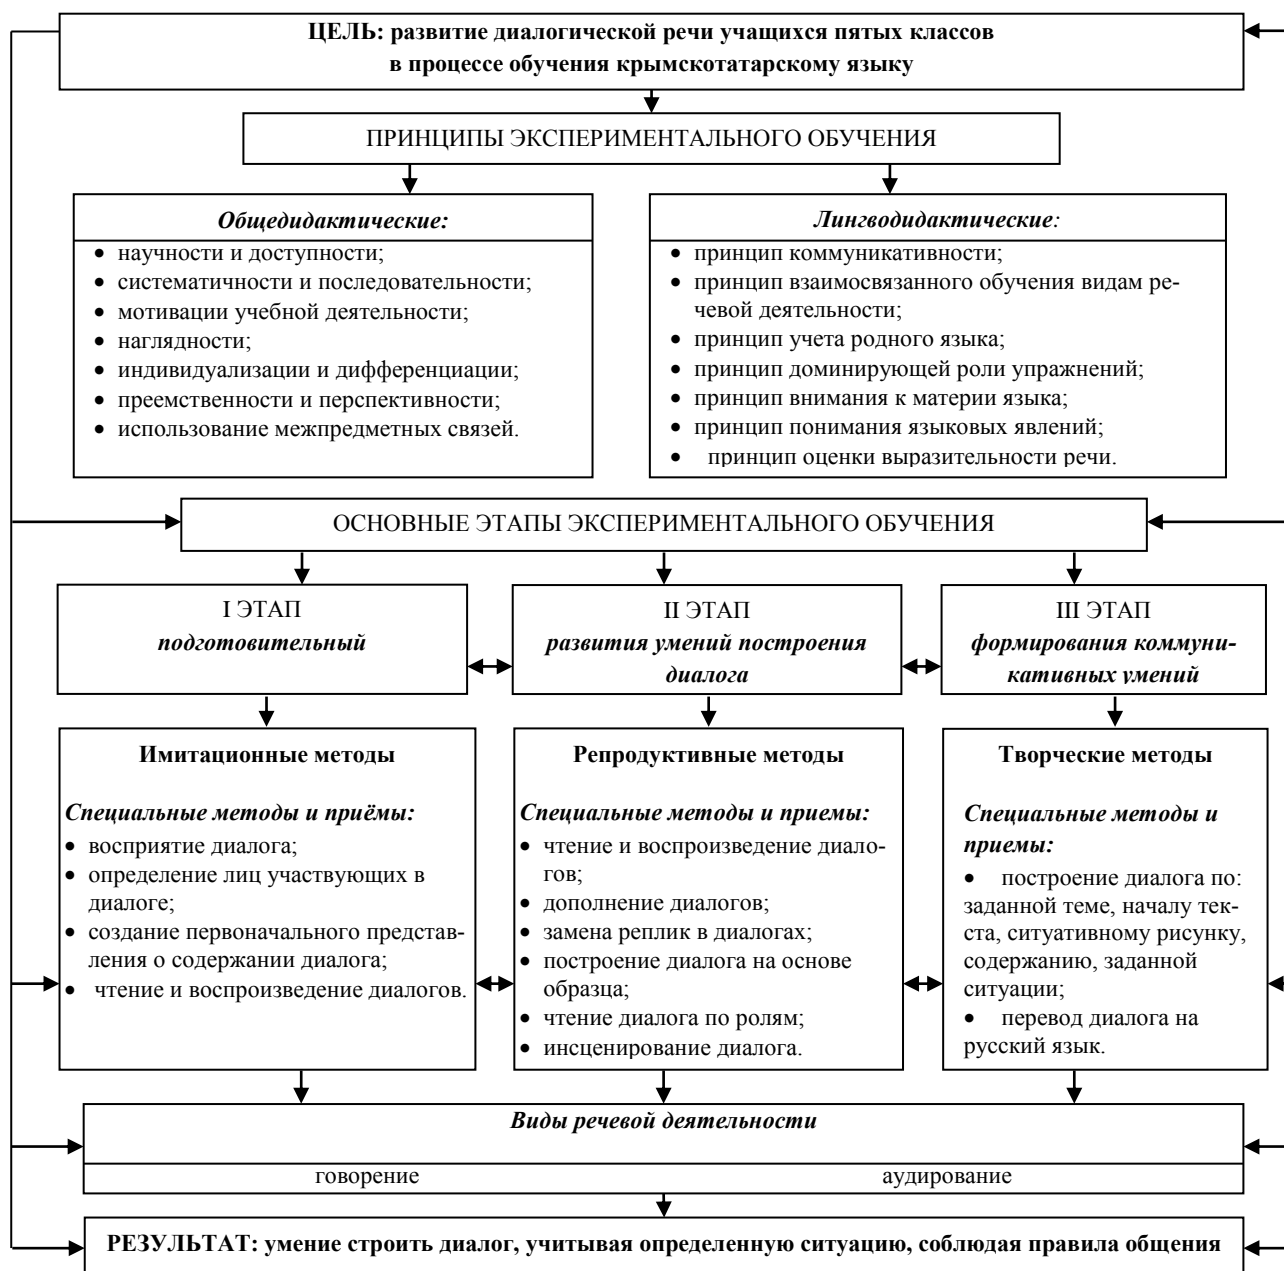 ЦЕЛЬ: развитие диалогической речи учащихся пятых классов
в процессе обучения крымскотатарскому языку
ПРИНЦИПЫ ЭКСПЕРИМЕНТАЛЬНОГО ОБУЧЕНИЯ
Общедидактические:
• научности и доступности;
• систематичности и последовательности;
• мотивации учебной деятельности;
• наглядности;
• индивидуализации и дифференциации;
• преемственности и перспективности;
• использование межпредметных связей.
Лингводидактические:
• принцип коммуникативности;
• принцип взаимосвязанного обучения видам ре-
чевой деятельности;
• принцип учета родного языка;
• принцип доминирующей роли упражнений;
• принцип внимания к материи языка;
• принцип понимания языковых явлений;
• принцип оценки выразительности речи.
ОСНОВНЫЕ ЭТАПЫ ЭКСПЕРИМЕНТАЛЬНОГО ОБУЧЕНИЯ
I ЭТАП
подготовительный
II ЭТАП
развития умений построения
диалога
III ЭТАП
формирования коммуни-
кативных умений
Имитационные методы
Специальные методы и приёмы:
• восприятие диалога;
• определение лиц участвующих в
диалоге;
• создание первоначального представ-
ления о содержании диалога;
• чтение и воспроизведение диалогов.
Репродуктивные методы
Специальные методы и приемы:
• чтение и воспроизведение диало-
гов;
• дополнение диалогов;
• замена реплик в диалогах;
• построение диалога на основе
образца;
• чтение диалога по ролям;
• инсценирование диалога.
Творческие методы
Специальные методы и
приемы:
• построение диалога по:
заданной теме, началу тек-
ста, ситуативному рисунку,
содержанию, заданной
ситуации;
• перевод диалога на
русский язык.
Виды речевой деятельности
говорение аудирование
РЕЗУЛЬТАТ: умение строить диалог, учитывая определенную ситуацию, соблюдая правила общения